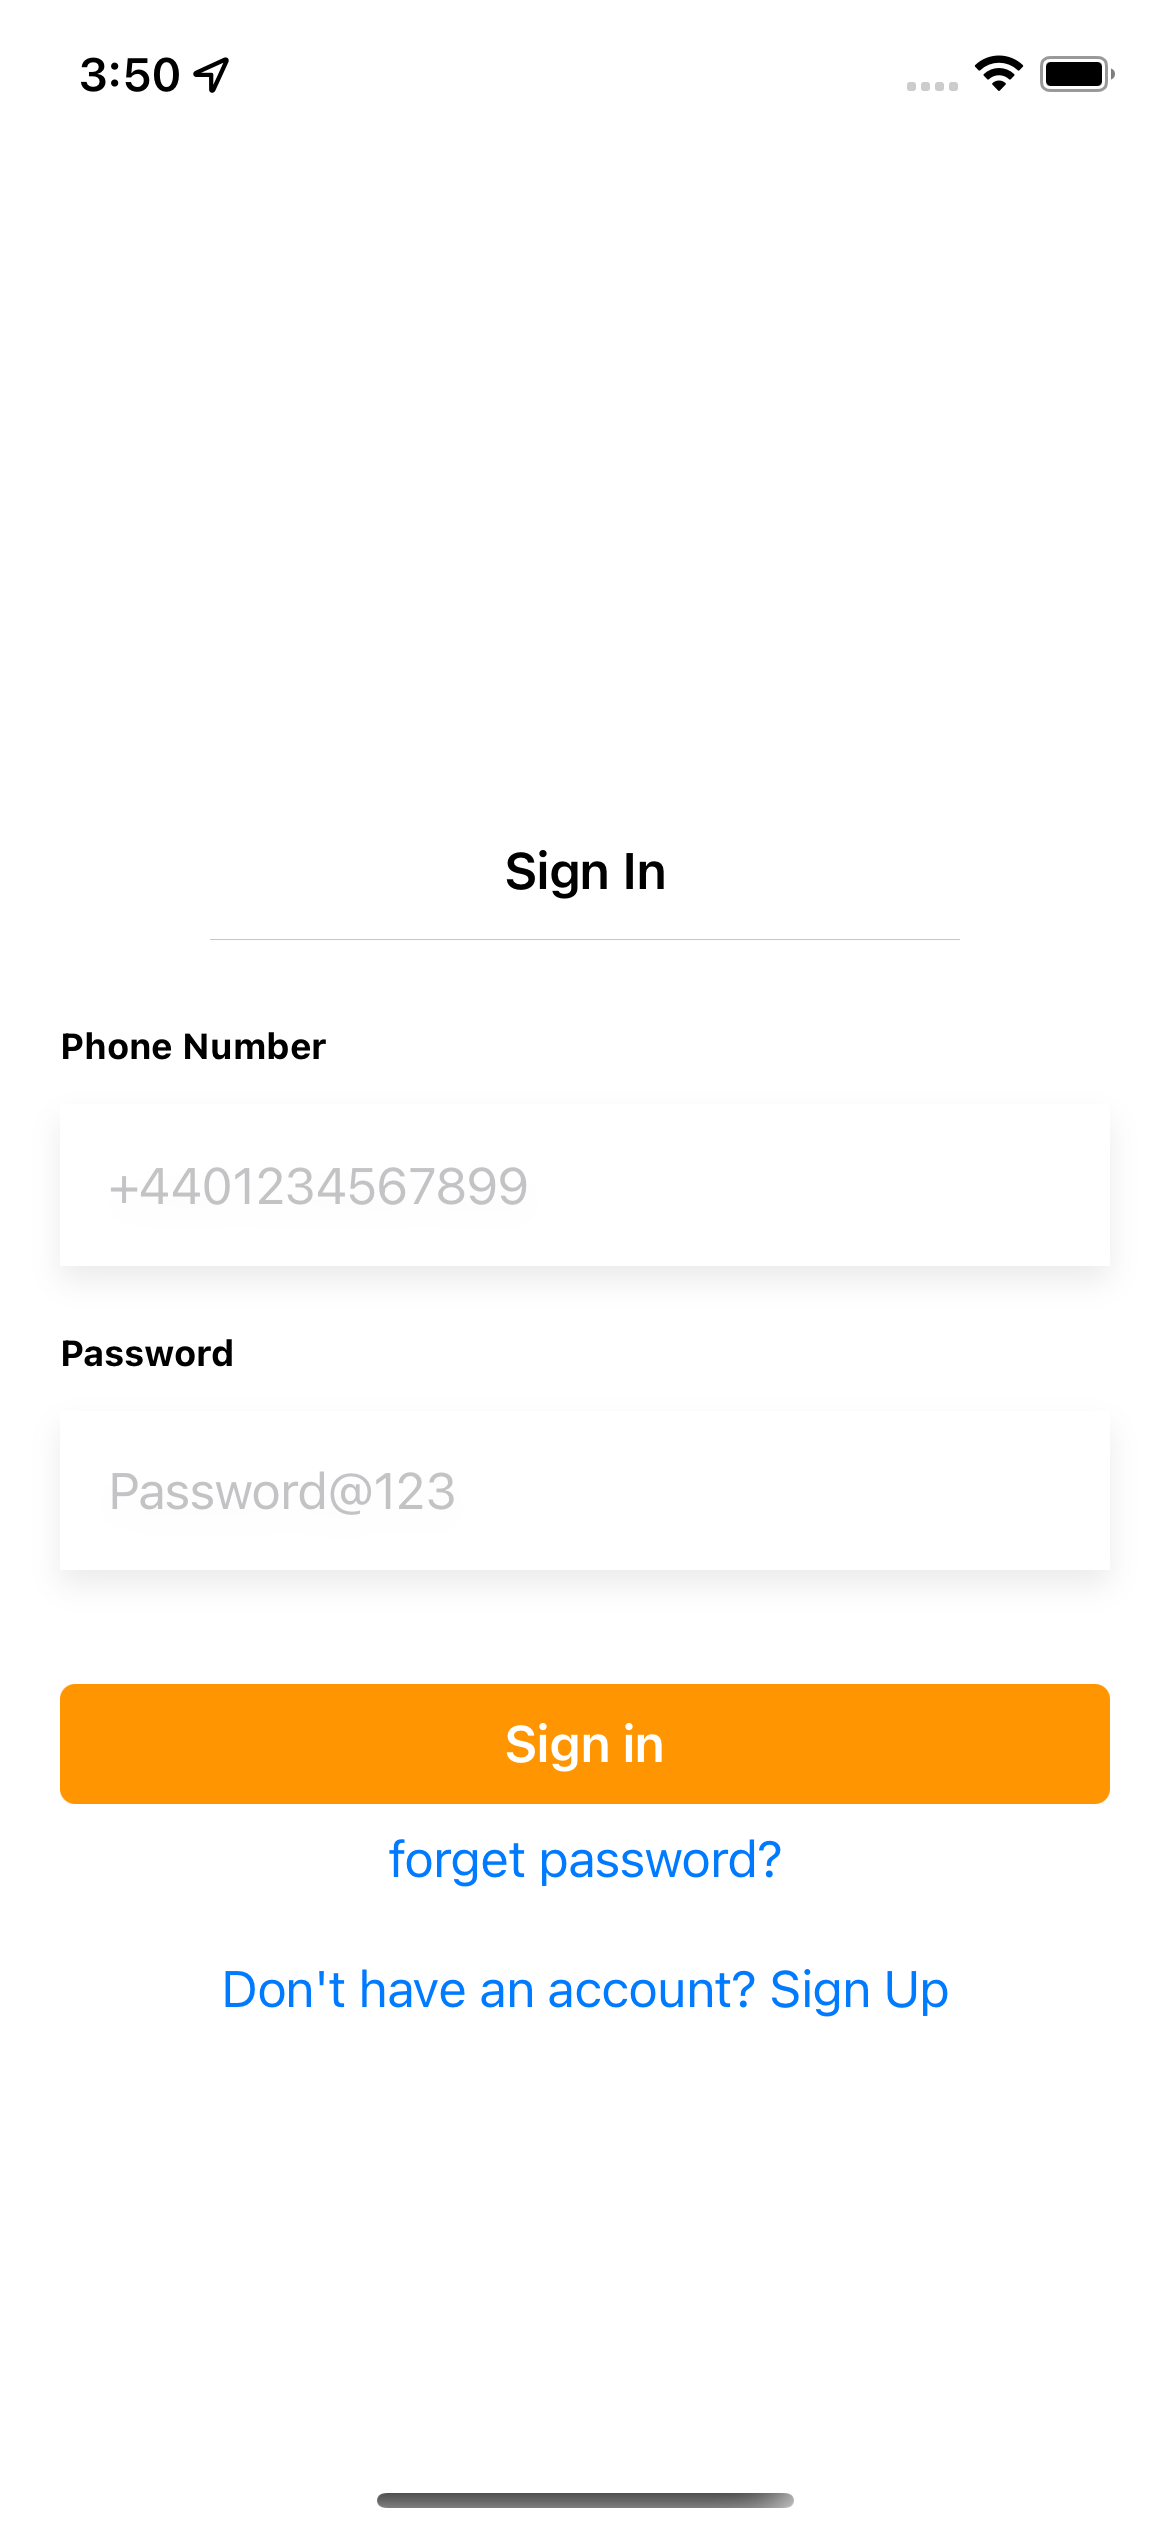 3:50
Sign In
Phone Number
+4401234567899
Password
Password@123
Sign in
forget password?
Don't have an account? Sign Up